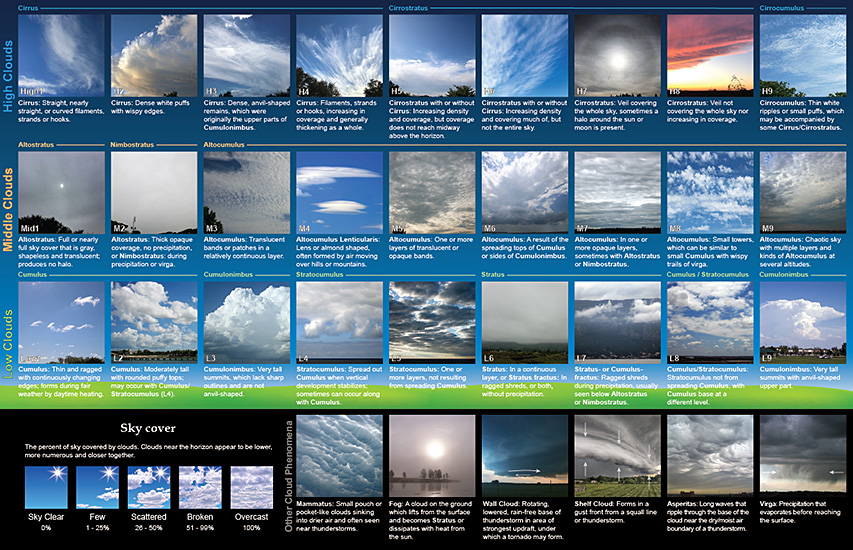 High Clouds
Cirrus
Cirrostratus
Cirrocumulus
High1
H2
H3
H4
H5
H6
H7
H8
H9
Cirrus: Straight, nearly
straight, or curved filaments,
strands or hooks.
Cirrus: Dense white puffs
with wispy edges.
Cirrus: Dense, anvil-shaped
remains, which were
originally the upper parts of
Cumulonimbus.
Cirrus: Filaments, strands
or hooks, increasing in
coverage and generally
thickening as a whole.
Cirrostratus with or without
Cirrus: Increasing density
and coverage, but coverage
does not reach midway
above the horizon.
Cirrostratus with or without
Cirrus: Increasing density
and covering much of, but
not the entire sky.
Cirrostratus: Veil covering
the whole sky, sometimes a
halo around the sun or
moon is present.
Cirrostratus: Veil not
covering the whole sky nor
increasing in coverage.
Cirrocumulus: Thin white
ripples or small puffs, which
may be accompanied by
some Cirrus/Cirrostratus.
Middle Clouds
Altostratus
Nimbostratus
Altocumulus
Mid1
M2
M3
M4
M5
M6
M7
M8
M9
Altostratus: Full or nearly
full sky cover that is gray,
shapeless and translucent;
produces no halo.
Altostratus: Thick opaque
coverage, no precipitation,
or Nimbostratus: during
precipitation or virga.
Altocumulus: Translucent
bands or patches in a
relatively continuous layer.
Altocumulus Lenticularis:
Lens or almond shaped,
often formed by air moving
over hills or mountains.
Altocumulus: One or more
layers of translucent or
opaque bands.
Altocumulus: A result of the
spreading tops of Cumulus
or sides of Cumulonimbus.
Altocumulus: In one or
more opaque layers,
sometimes with Altostratus
or Nimbostratus.
Altocumulus: Small towers,
which can be similar to
small Cumulus with wispy
trails of virga.
Altocumulus: Chaotic sky
with multiple layers and
kinds of Altocumulus at
several altitudes.
Low Clouds
Cumulus
Cumulonimbus
Stratocumulus
Stratus
Cumulus / Stratocumulus
Cumulonimbus
Low1
L2
L3
L4
L5
L6
L7
L8
L9
Cumulus: Thin and ragged
with continuously changing
edges; forms during fair
weather by daytime heating.
Cumulus: Moderately tall
with rounded puffy tops;
may occur with Cumulus/
Stratocumulus (L4).
Cumulonimbus: Very tall
summits, which lack sharp
outlines and are not
anvil-shaped.
Stratocumulus: Spread out
Cumulus when vertical
development stabilizes;
sometimes can occur along
with Cumulus.
Stratocumulus: One or
more layers, not resulting
from spreading Cumulus.
Stratus: In a continuous
layer, or Stratus fractus: In
ragged shreds, or both,
without precipitation.
Stratus- or Cumulus-
fractus: Ragged shreds
during precipitation, usually
seen below Altostratus
or Nimbostratus.
Cumulus/Stratocumulus:
Stratocumulus not from
spreading Cumulus, with
Cumulus base at a
different level.
Cumulonimbus: Very tall
summits with anvil-shaped
upper part.
Sky cover
The percent of sky covered by clouds. Clouds near the horizon appear to be lower,
more numerous and closer together.
Sky Clear
0%
Few
1 - 25%
Scattered
26 - 50%
Broken
51 - 99%
Overcast
100%
Other Cloud Phenomena
Mammatus: Small pouch or
pocket-like clouds sinking
into drier air and often seen
near thunderstorms.
Fog: A cloud on the ground
which lifts from the surface
and becomes Stratus or
dissipates with heat from
the sun.
Wall Cloud: Rotating,
lowered, rain-free base of
thunderstorm in area of
strongest updraft, under
which a tornado may form.
Shelf Cloud: Forms in a
gust front from a squall line
or thunderstorm.
Asperitas: Long waves that
ripple through the base of the
cloud near the dry/moist air
boundary of a thunderstorm.
Virga: Precipitation that
evaporates before reaching
the surface.